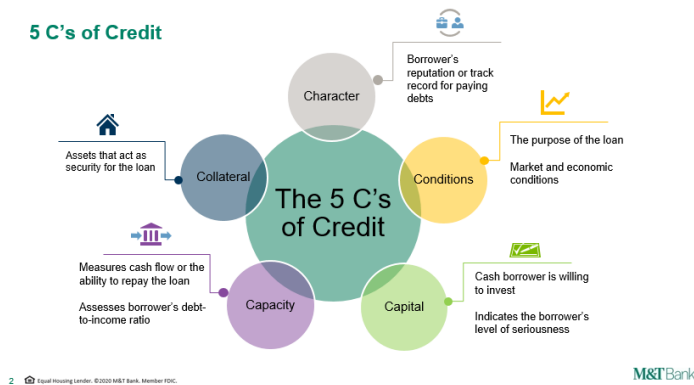 5 C’s of Credit
Character
Borrower’s
reputation or track
record for paying
debts
Conditions
The purpose of the loan
Market and economic
conditions
Capital
Cash borrower is willing
to invest
Indicates the borrower’s
level of seriousness
Capacity
Measures cash flow or the
ability to repay the loan
Assesses borrower’s debt-
to-income ratio
Collateral
Assets that act as
security for the loan
The 5 C’s
of Credit
2
Equal Housing Lender. ©2020 M&T Bank. Member FDIC.
M&T Bank